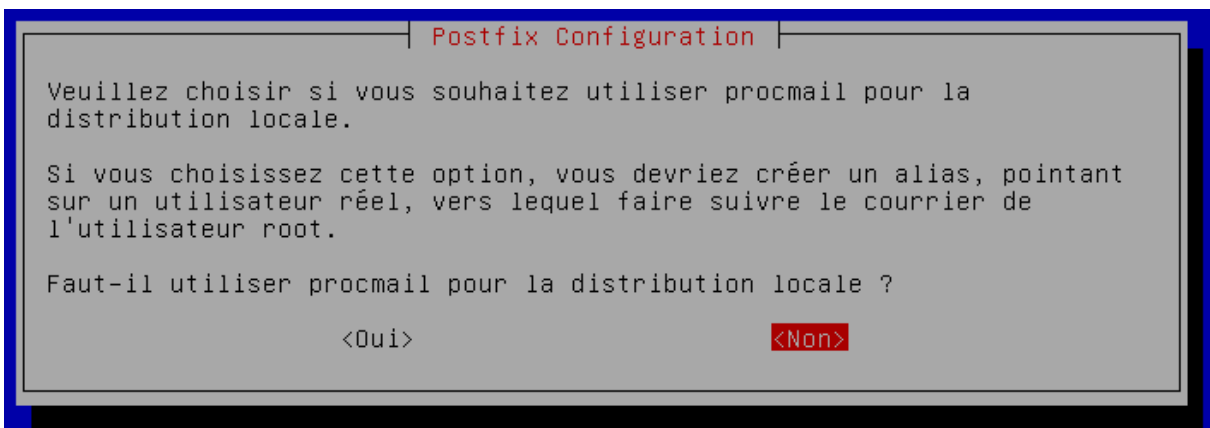 Postfix Configuration
Veuillez choisir si vous souhaitez utiliser procmail pour la
distribution locale.
Si vous choisissez cette option, vous devriez créer un alias, pointant
sur un utilisateur réel, vers lequel faire suivre le courrier de
l'utilisateur root.
Faut-il utiliser procmail pour la distribution locale ?
<Oui> <Non>